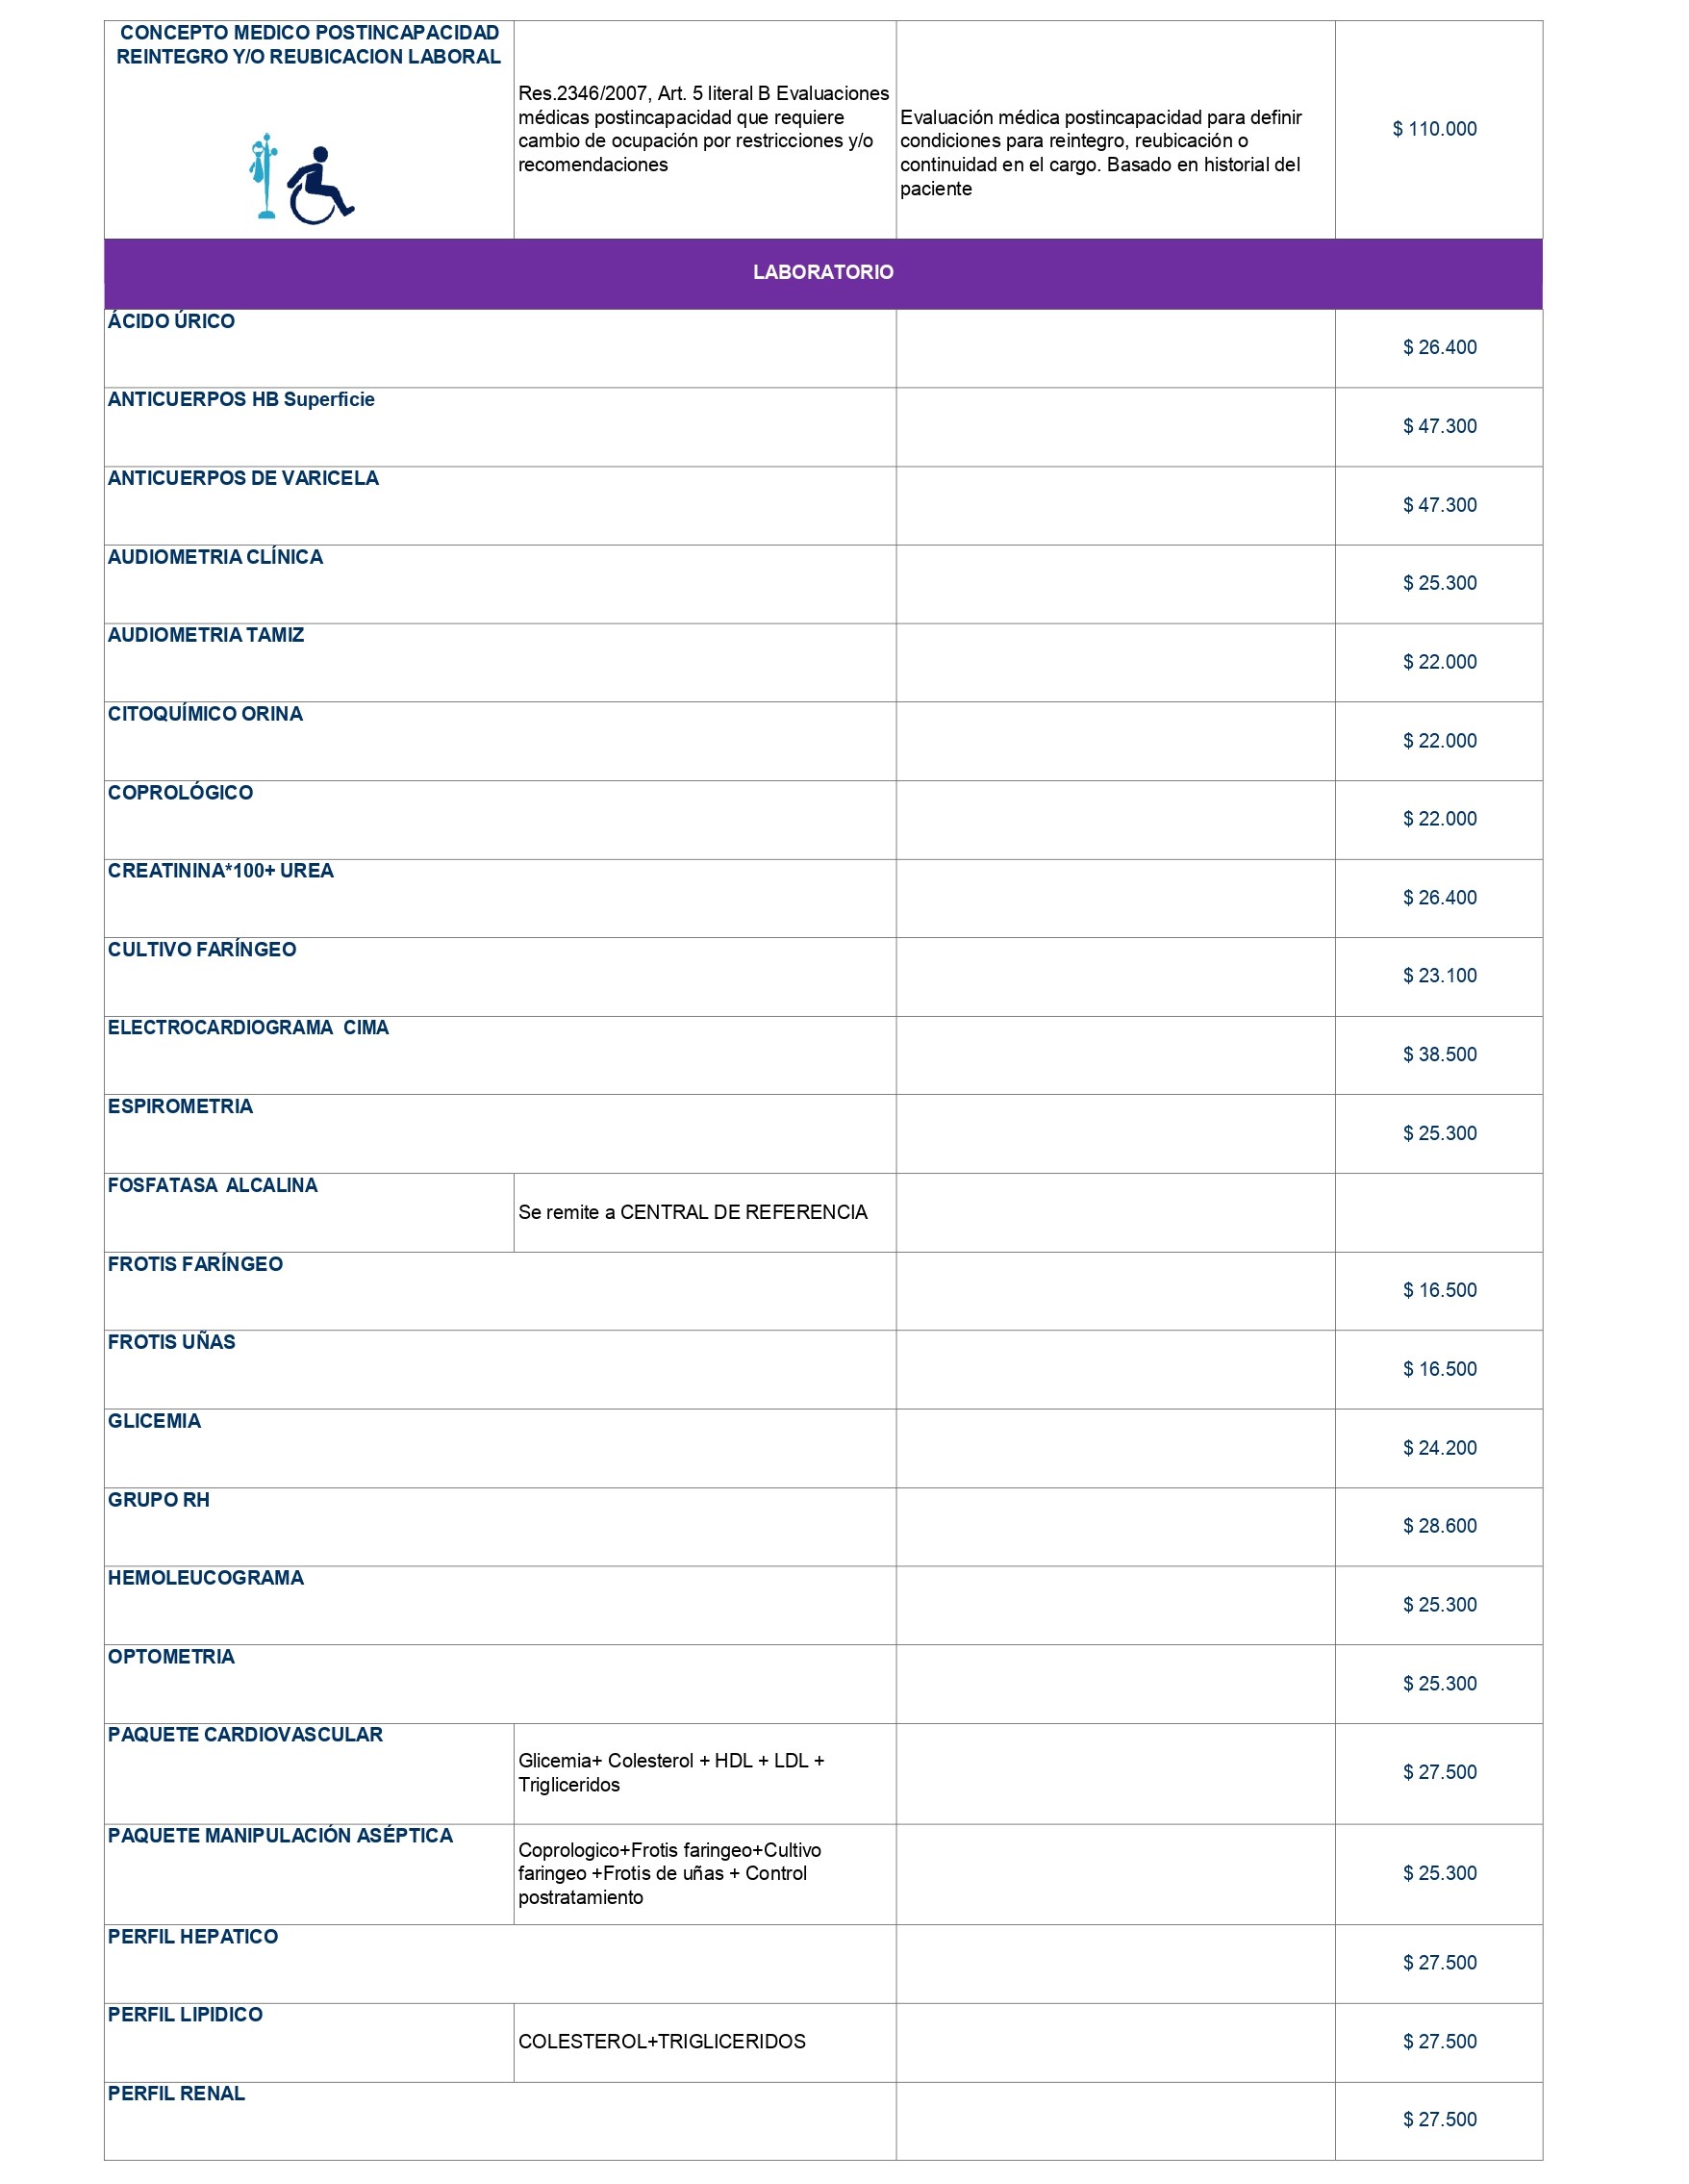 CONCEPTO MEDICO POSTINCAPACIDAD
REINTEGRO Y/O REUBICACION LABORAL
Res.2346/2007, Art. 5 literal B Evaluaciones
médicas postincapacidad que requiere
cambio de ocupación por restricciones y/o
recomendaciones
Evaluación médica postincapacidad para definir
condiciones para reintegro, reubicación o
continuidad en el cargo. Basado en historial del
paciente
$ 110.000
LABORATORIO
ÁCIDO ÚRICO
$ 26.400
ANTICUERPOS HB Superficie
$ 47.300
ANTICUERPOS DE VARICELA
$ 47.300
AUDIOMETRIA CLÍNICA
$ 25.300
AUDIOMETRIA TAMIZ
$ 22.000
CITOQUÍMICO ORINA
$ 22.000
COPROLÓGICO
$ 22.000
CREATININA*100+ UREA
$ 26.400
CULTIVO FARÍNGEO
$ 23.100
ELECTROCARDIOGRAMA  CIMA
$ 38.500
ESPIROMETRIA
$ 25.300
FOSFATASA  ALCALINA
Se remite a CENTRAL DE REFERENCIA
FROTIS FARÍNGEO
$ 16.500
FROTIS UÑAS
$ 16.500
GLICEMIA
$ 24.200
GRUPO RH
$ 28.600
HEMOLEUCOGRAMA
$ 25.300
OPTOMETRIA
$ 25.300
PAQUETE CARDIOVASCULAR
Glicemia+ Colesterol + HDL + LDL +
Trigliceridos
$ 27.500
PAQUETE MANIPULACIÓN ASÉPTICA
Coprologico+Frotis faringeo+Cultivo
faringeo +Frotis de uñas + Control
postratamiento
$ 25.300
PERFIL HEPATICO
$ 27.500
PERFIL LIPIDICO
COLESTEROL+TRIGLICERIDOS
$ 27.500
PERFIL RENAL
$ 27.500